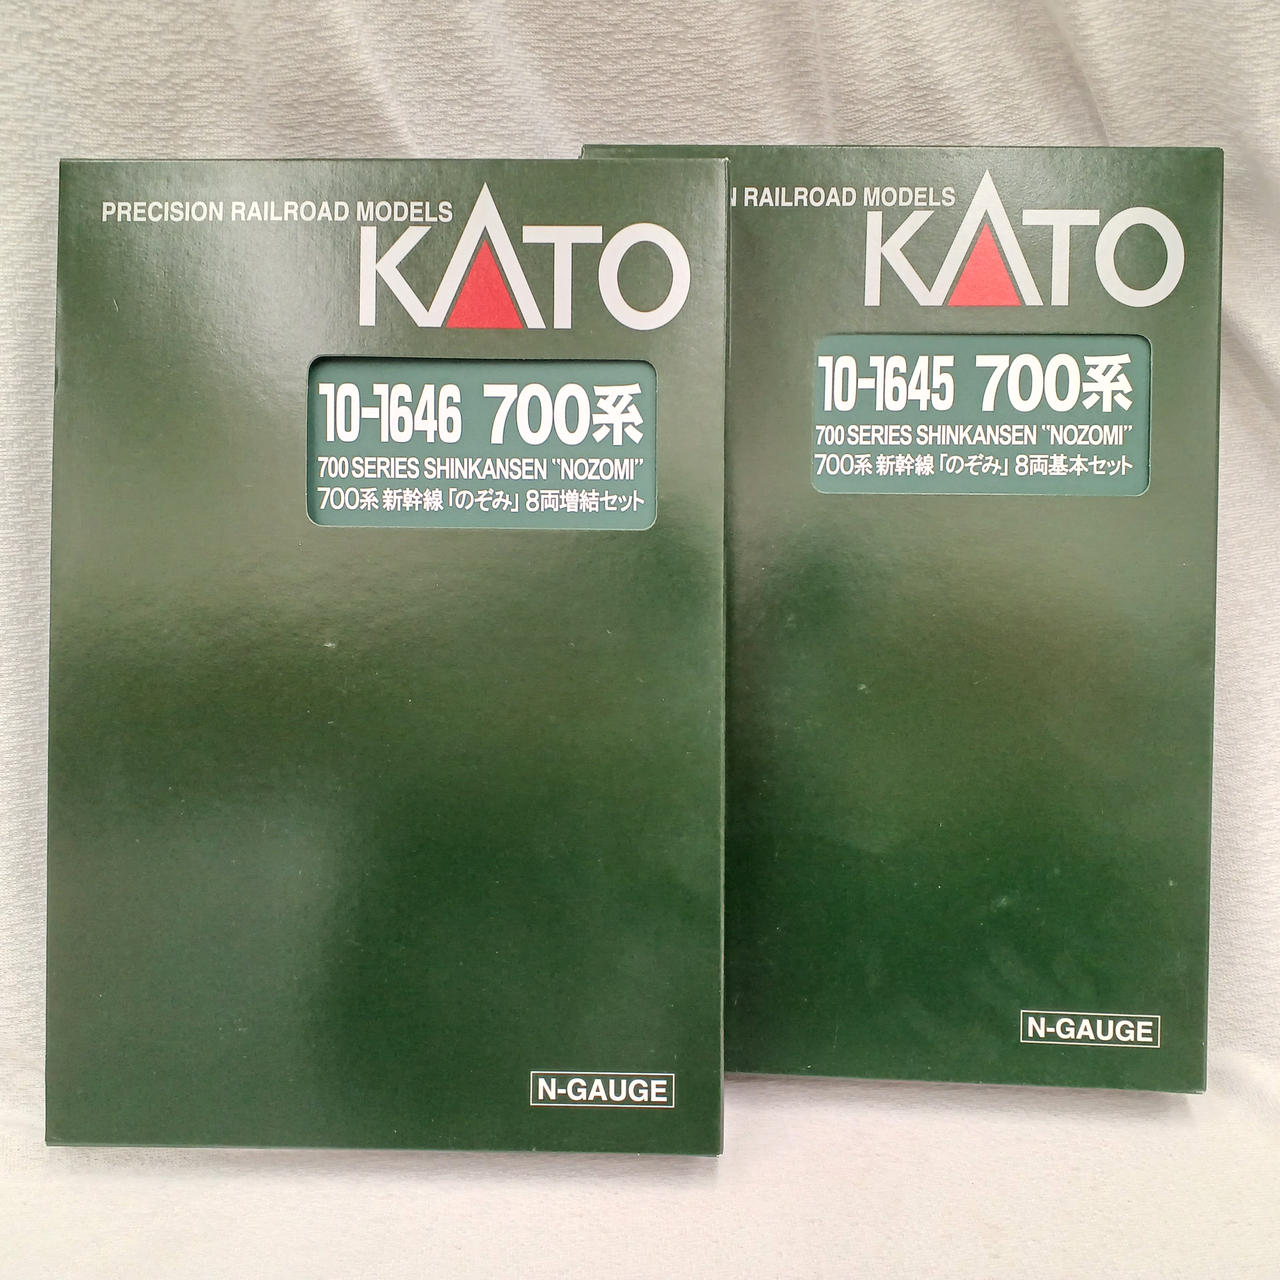 PRECISION RAILROAD MODELS
KATO
10-1646 700系
700 SERIES SHINKANSEN "NOZOMI"
700系 新幹線「のぞみ」8両増結セット
N-GAUGE
RAILROAD MODELS
KATO
10-1645 700系
700 SERIES SHINKANSEN "NOZOMI"
700系 新幹線「のぞみ」8両基本セット
N-GAUGE